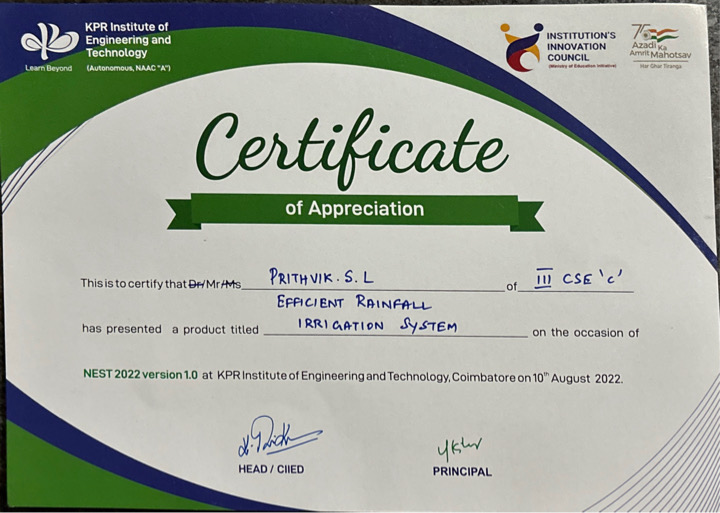 KPR Institute of
Engineering and
Technology
Learn Beyond
(Autonomous, NAAC "A")
INSTITUTION'S
INNOVATION
COUNCIL
(Ministry of Education Initiative)
75
Azadi Ka
Amrit Mahotsav
Har Ghar Tiranga
Certificate
of Appreciation
This is to certify that Dr/Mr/Ms PRITHVIK. S. L of III CSE 'C'
EFFICIENT RAINFALL
has presented a product titled IRRIGATION SYSTEM on the occasion of
NEST 2022 version 1.0 at KPR Institute of Engineering and Technology, Coimbatore on 10th August 2022.
HEAD / CIIED
PRINCIPAL